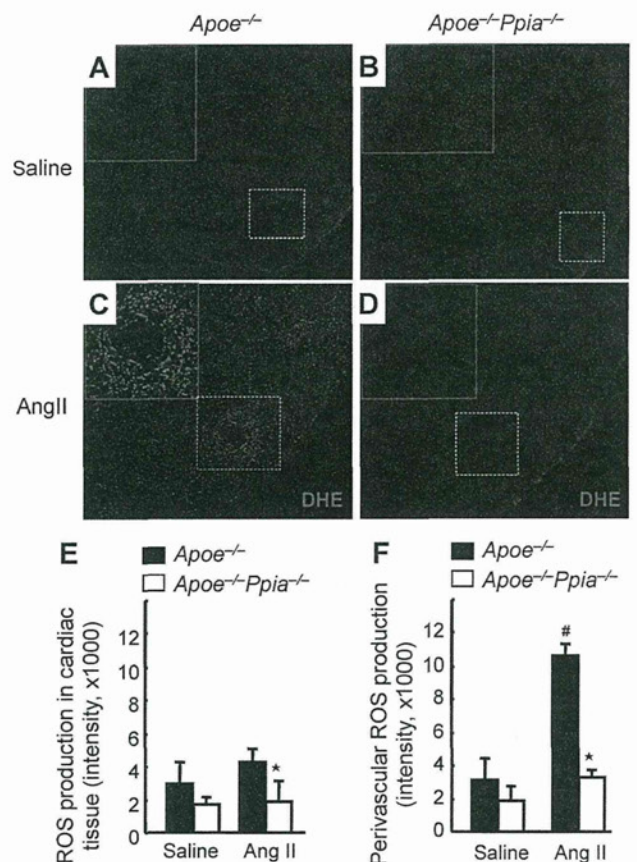 Apoe–/–
Apoe–/–Ppia–/–
A
B
Saline
C
D
AngII
DHE
DHE
E
Apoe–/–
Apoe–/–Ppia–/–
ROS production in cardiac
tissue (intensity, x1000)
12
10
8
6
4
2
0
★
Saline
Ang II
F
Apoe–/–
Apoe–/–Ppia–/–
Perivascular ROS production
(intensity, x1000)
12
10
8
6
4
2
0
#
★
Saline
Ang II